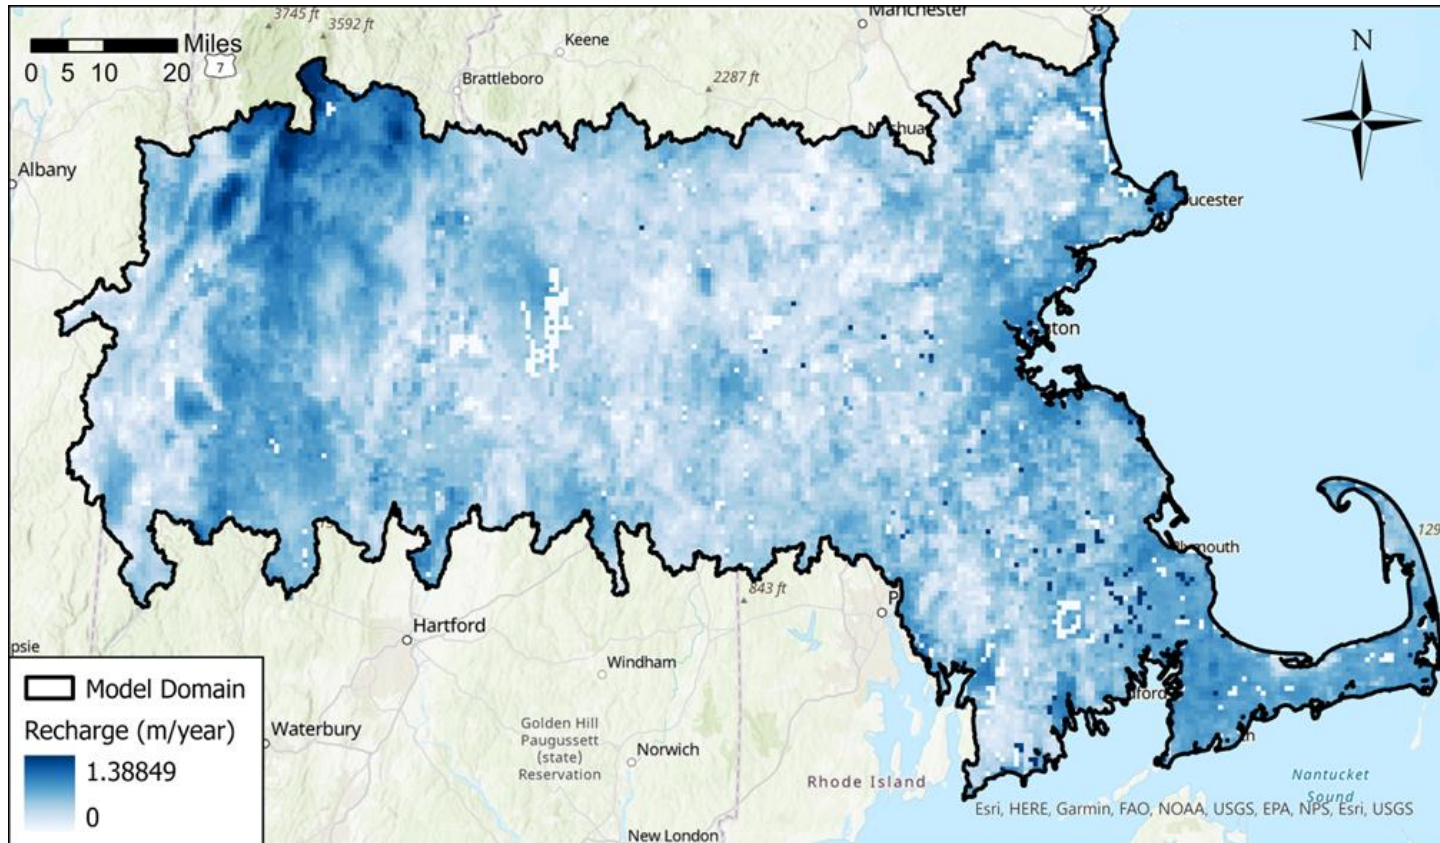 3745 ft
3592 ft
Manchester
Miles
0 5 10 20
7
Keene
N
Brattleboro
2287 ft
Albany
ucester
ton
129
mouth
843 ft
P
Hartford
psie
Windham
Model Domain
Recharge (m/year)
1.38849
0
Waterbury
Golden Hill
Paugussett
(state)
Reservation
Norwich
Rhode Island
Nantucket
Sound
Esri, HERE, Garmin, FAO, NOAA, USGS, EPA, NPS, Esri, USGS
New London